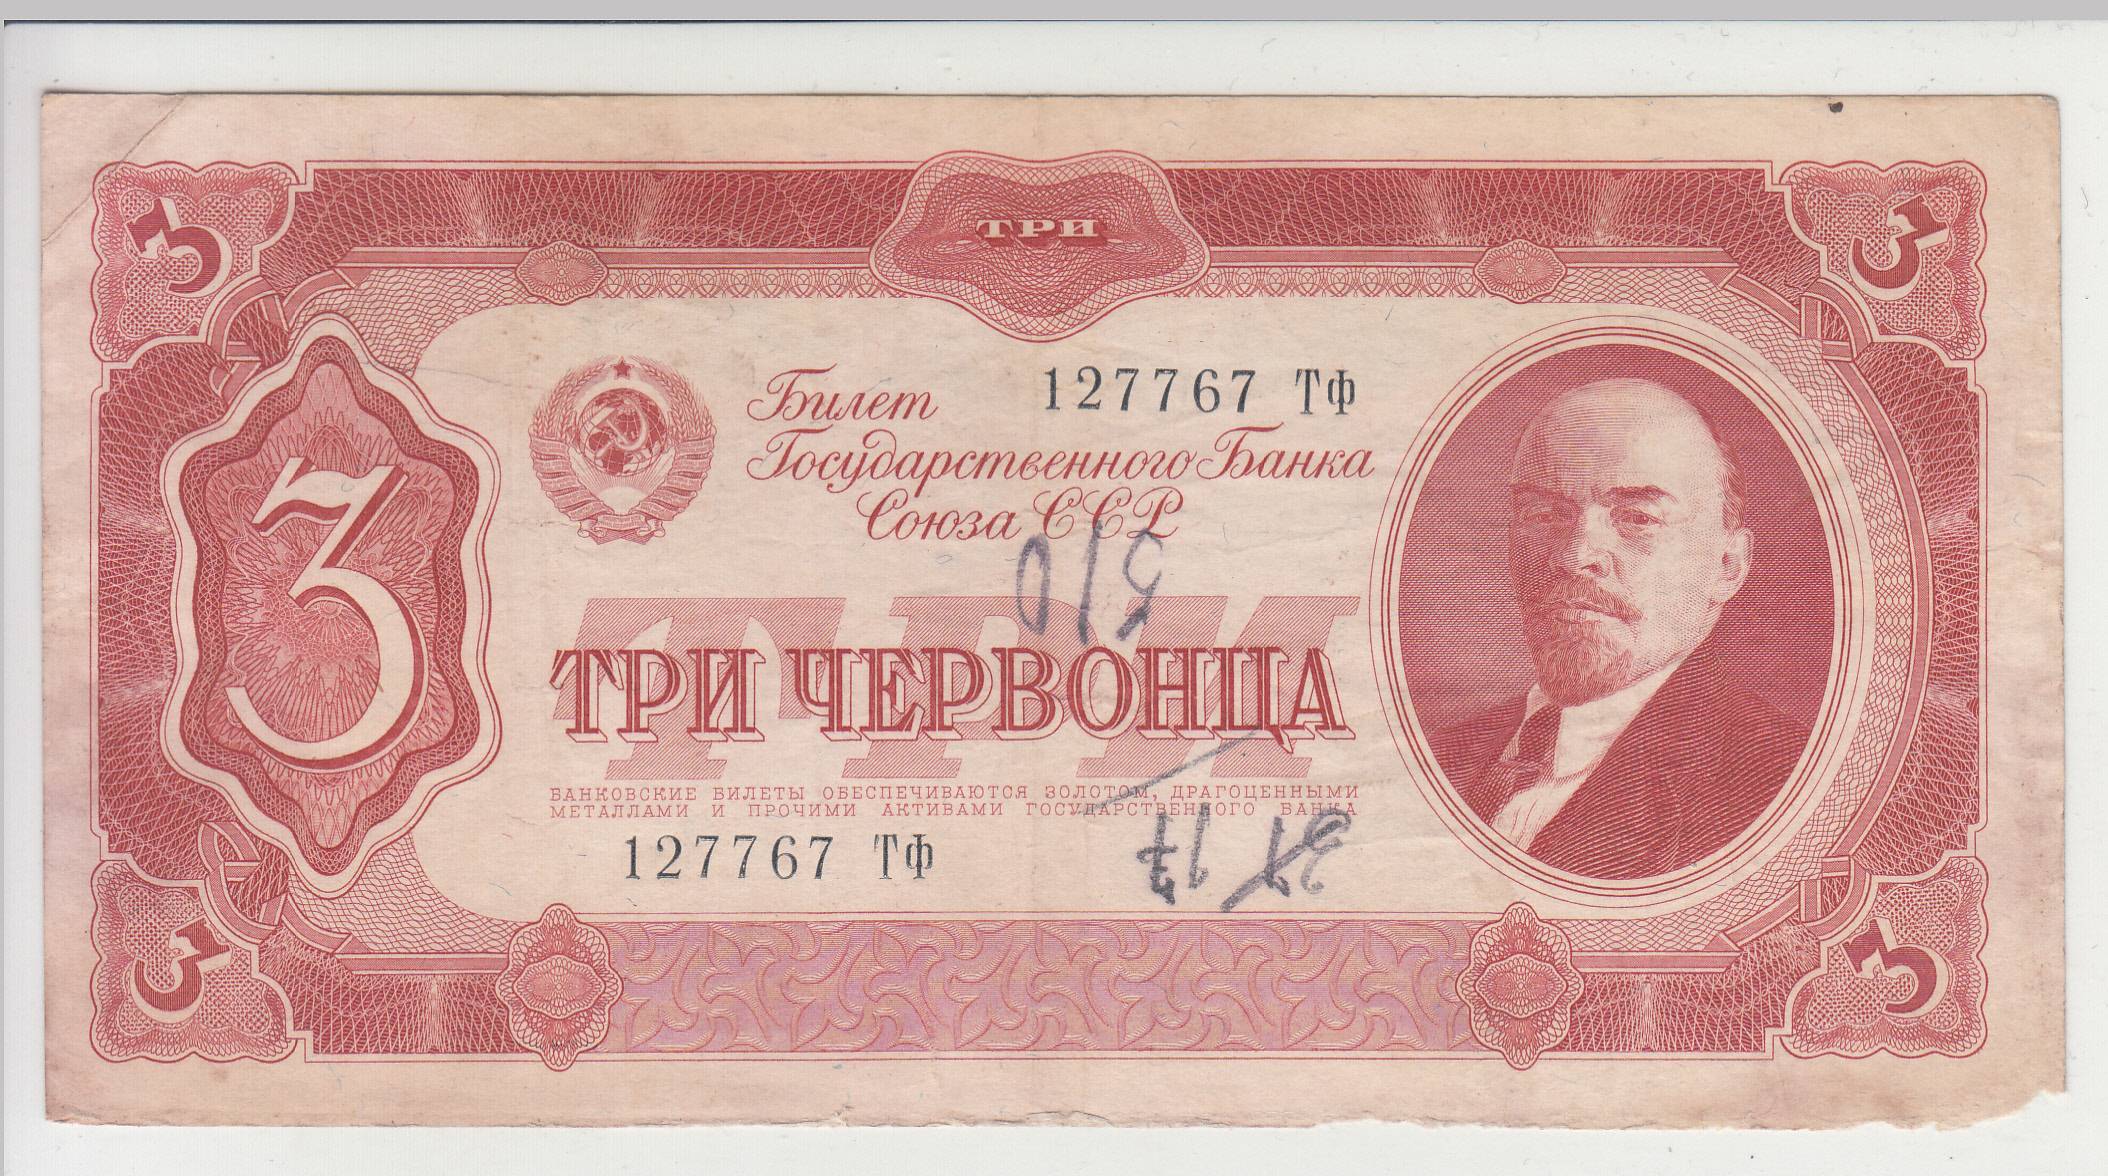 ТРИ
3
3
127767 ТФ
Билет
Государственного Банка
Союза ССР
3
510
ТРИ
ТРИ ЧЕРВОНЦА
БАНКОВСКИЕ БИЛЕТЫ ОБЕСПЕЧИВАЮТСЯ ЗОЛОТОМ, ДРАГОЦЕННЫМИ
МЕТАЛЛАМИ И ПРОЧИМИ АКТИВАМИ ГОСУДАРСТВЕННОГО БАНКА
127767 ТФ
3
3